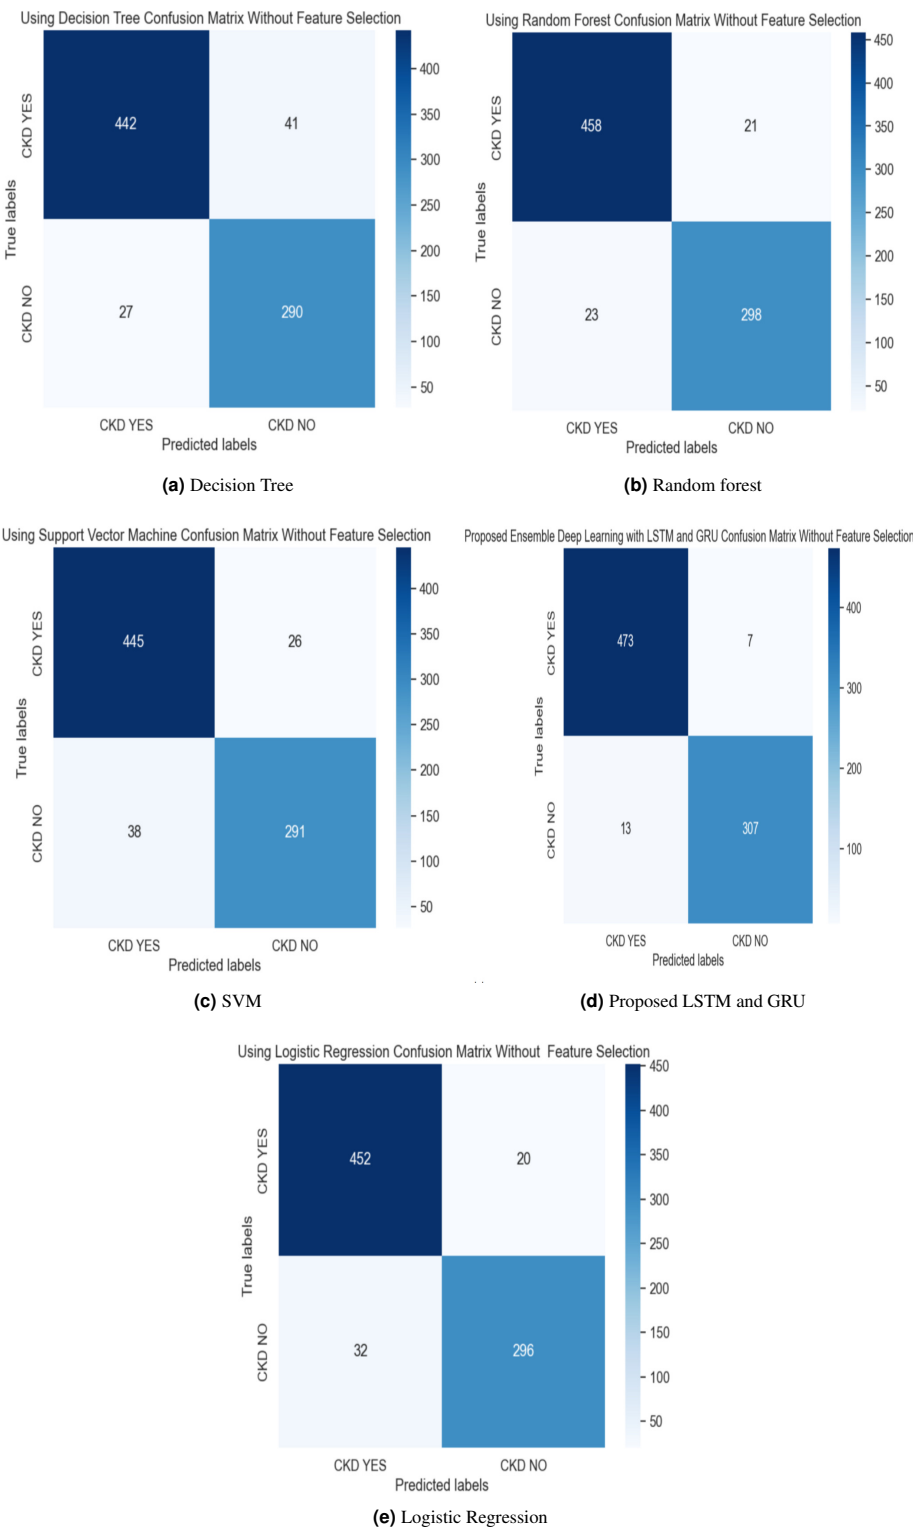 Using Decision Tree Confusion Matrix Without Feature Selection
True labels
CKD YES
CKD NO
442
41
27
290
CKD YES
CKD NO
Predicted labels
400
350
300
250
200
150
100
50
(a) Decision Tree
Using Random Forest Confusion Matrix Without Feature Selection
True labels
CKD YES
CKD NO
458
21
23
298
CKD YES
CKD NO
Predicted labels
450
400
350
300
250
200
150
100
50
(b) Random forest
Using Support Vector Machine Confusion Matrix Without Feature Selection
True labels
CKD YES
CKD NO
445
26
38
291
CKD YES
CKD NO
Predicted labels
400
350
300
250
200
150
100
50
(c) SVM
Proposed Ensemble Deep Learning with LSTM and GRU Confusion Matrix Without Feature Selection
True labels
CKD YES
CKD NO
473
7
13
307
CKD YES
CKD NO
Predicted labels
400
300
200
100
(d) Proposed LSTM and GRU
Using Logistic Regression Confusion Matrix Without Feature Selection
True labels
CKD YES
CKD NO
452
20
32
296
CKD YES
CKD NO
Predicted labels
450
400
350
300
250
200
150
100
50
(e) Logistic Regression